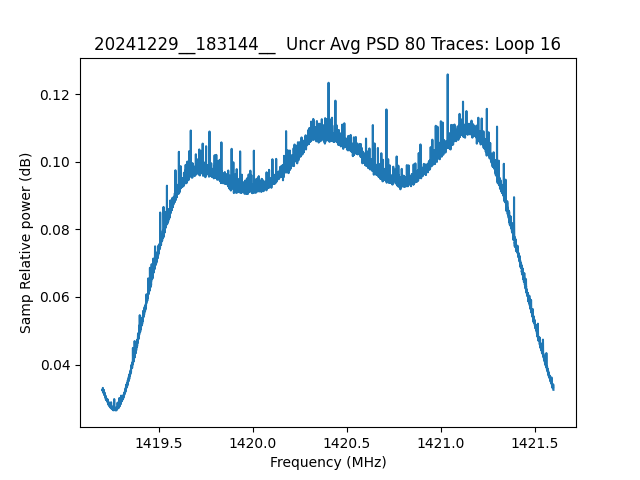 20241229__183144__  Uncr Avg PSD 80 Traces: Loop 16
Samp Relative power (dB)
0.12
0.10
0.08
0.06
0.04
1419.5 1420.0 1420.5 1421.0 1421.5
Frequency (MHz)